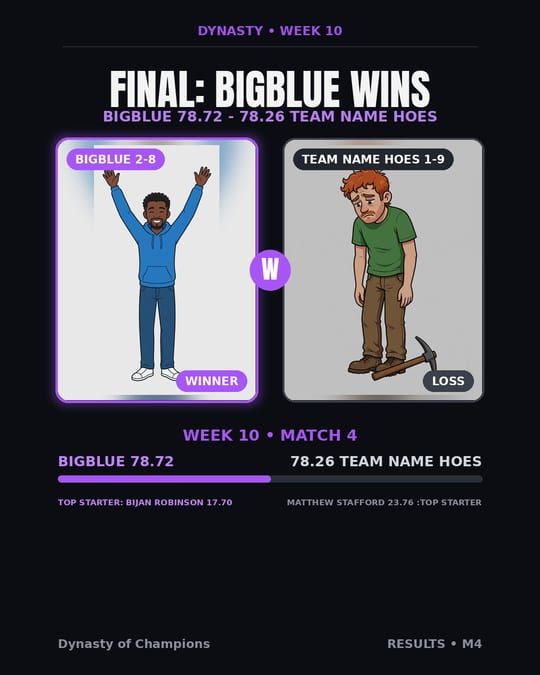 DYNASTY • WEEK 10
FINAL: BIGBLUE WINS
BIGBLUE 78.72 - 78.26 TEAM NAME HOES
BIGBLUE 2-8
TEAM NAME HOES 1-9
W
WINNER
LOSS
WEEK 10 • MATCH 4
BIGBLUE 78.72
78.26 TEAM NAME HOES
TOP STARTER: BIJAN ROBINSON 17.70
MATTHEW STAFFORD 23.76 :TOP STARTER
Dynasty of Champions
RESULTS • M4